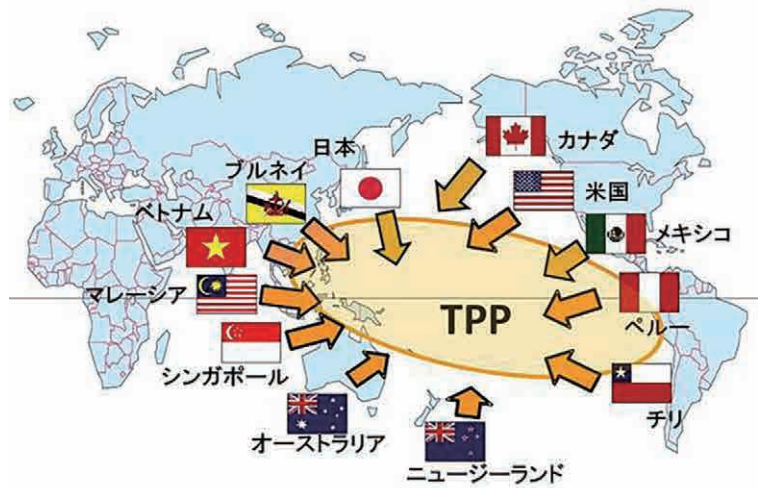 日本
カナダ
ブルネイ
米国
ベトナム
メキシコ
マレーシア
TPP
ペルー
シンガポール
チリ
オーストラリア
ニュージーランド